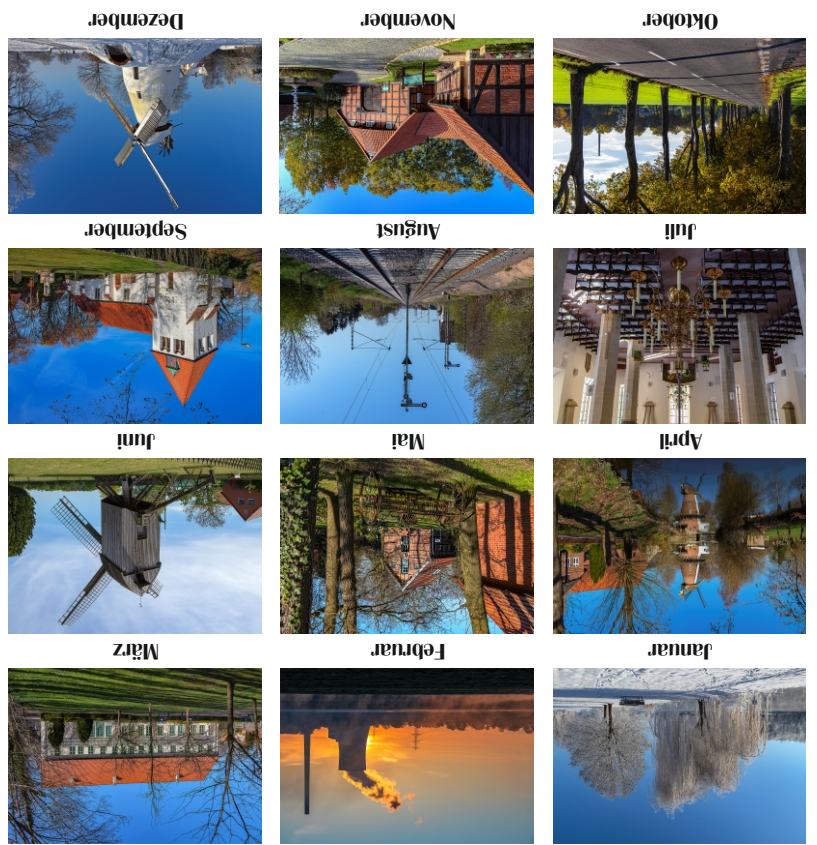 Januar
Februar
März
April
Mai
Juni
Juli
August
September
Oktober
November
Dezember